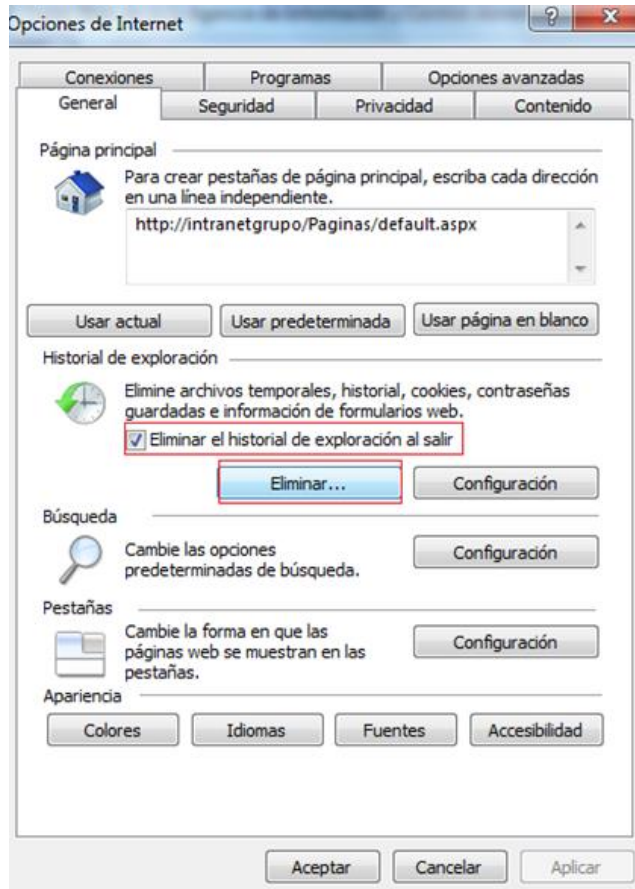 Opciones de Internet
Conexiones Programas Opciones avanzadas
General Seguridad Privacidad Contenido
Página principal
Para crear pestañas de página principal, escriba cada dirección
en una línea independiente.
http://intranetgrupo/Paginas/default.aspx
Usar actual Usar predeterminada Usar página en blanco
Historial de exploración
Elimine archivos temporales, historial, cookies, contraseñas
guardadas e información de formularios web.
Eliminar el historial de exploración al salir
Eliminar... Configuración
Búsqueda
Cambie las opciones
predeterminadas de búsqueda.
Configuración
Pestañas
Cambie la forma en que las
páginas web se muestran en las
pestañas.
Configuración
Apariencia
Colores Idiomas Fuentes Accesibilidad
Aceptar Cancelar Aplicar